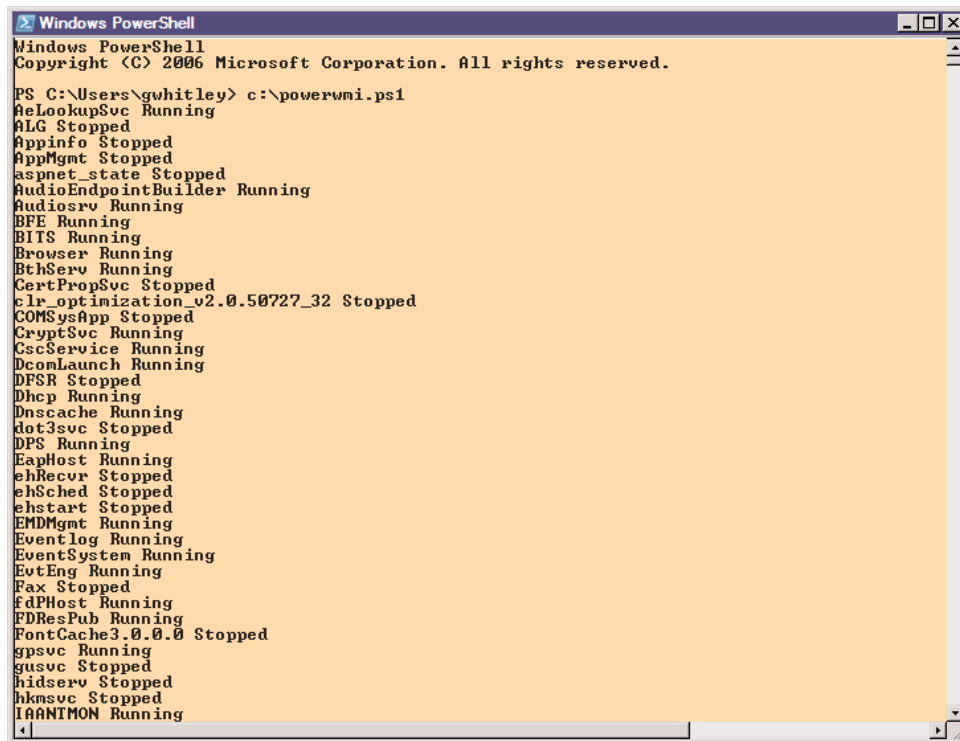 Windows PowerShell
Windows PowerShell
Copyright (C) 2006 Microsoft Corporation. All rights reserved.
PS C:\Users\gwhitley> c:\powerwmi.ps1
AeLookupSvc Running
ALG Stopped
Appinfo Stopped
AppMgmt Stopped
aspnet_state Stopped
AudioEndpointBuilder Running
Audiosrv Running
BFE Running
BITS Running
Browser Running
BthServ Running
CertPropSvc Stopped
clr_optimization_v2.0.50727_32 Stopped
COMSysApp Stopped
CryptSvc Running
CscService Running
DcomLaunch Running
DFSR Stopped
Dhcp Running
Dnscache Running
dot3svc Stopped
DPS Running
EapHost Running
ehRecvr Stopped
ehSched Stopped
ehstart Stopped
EMDMgmt Running
Eventlog Running
EventSystem Running
EvtEng Running
Fax Stopped
fdPHost Running
FDResPub Running
FontCache3.0.0.0 Stopped
gpsvc Running
gusvc Stopped
hidserv Stopped
hkmsvc Stopped
IAANTMON Running